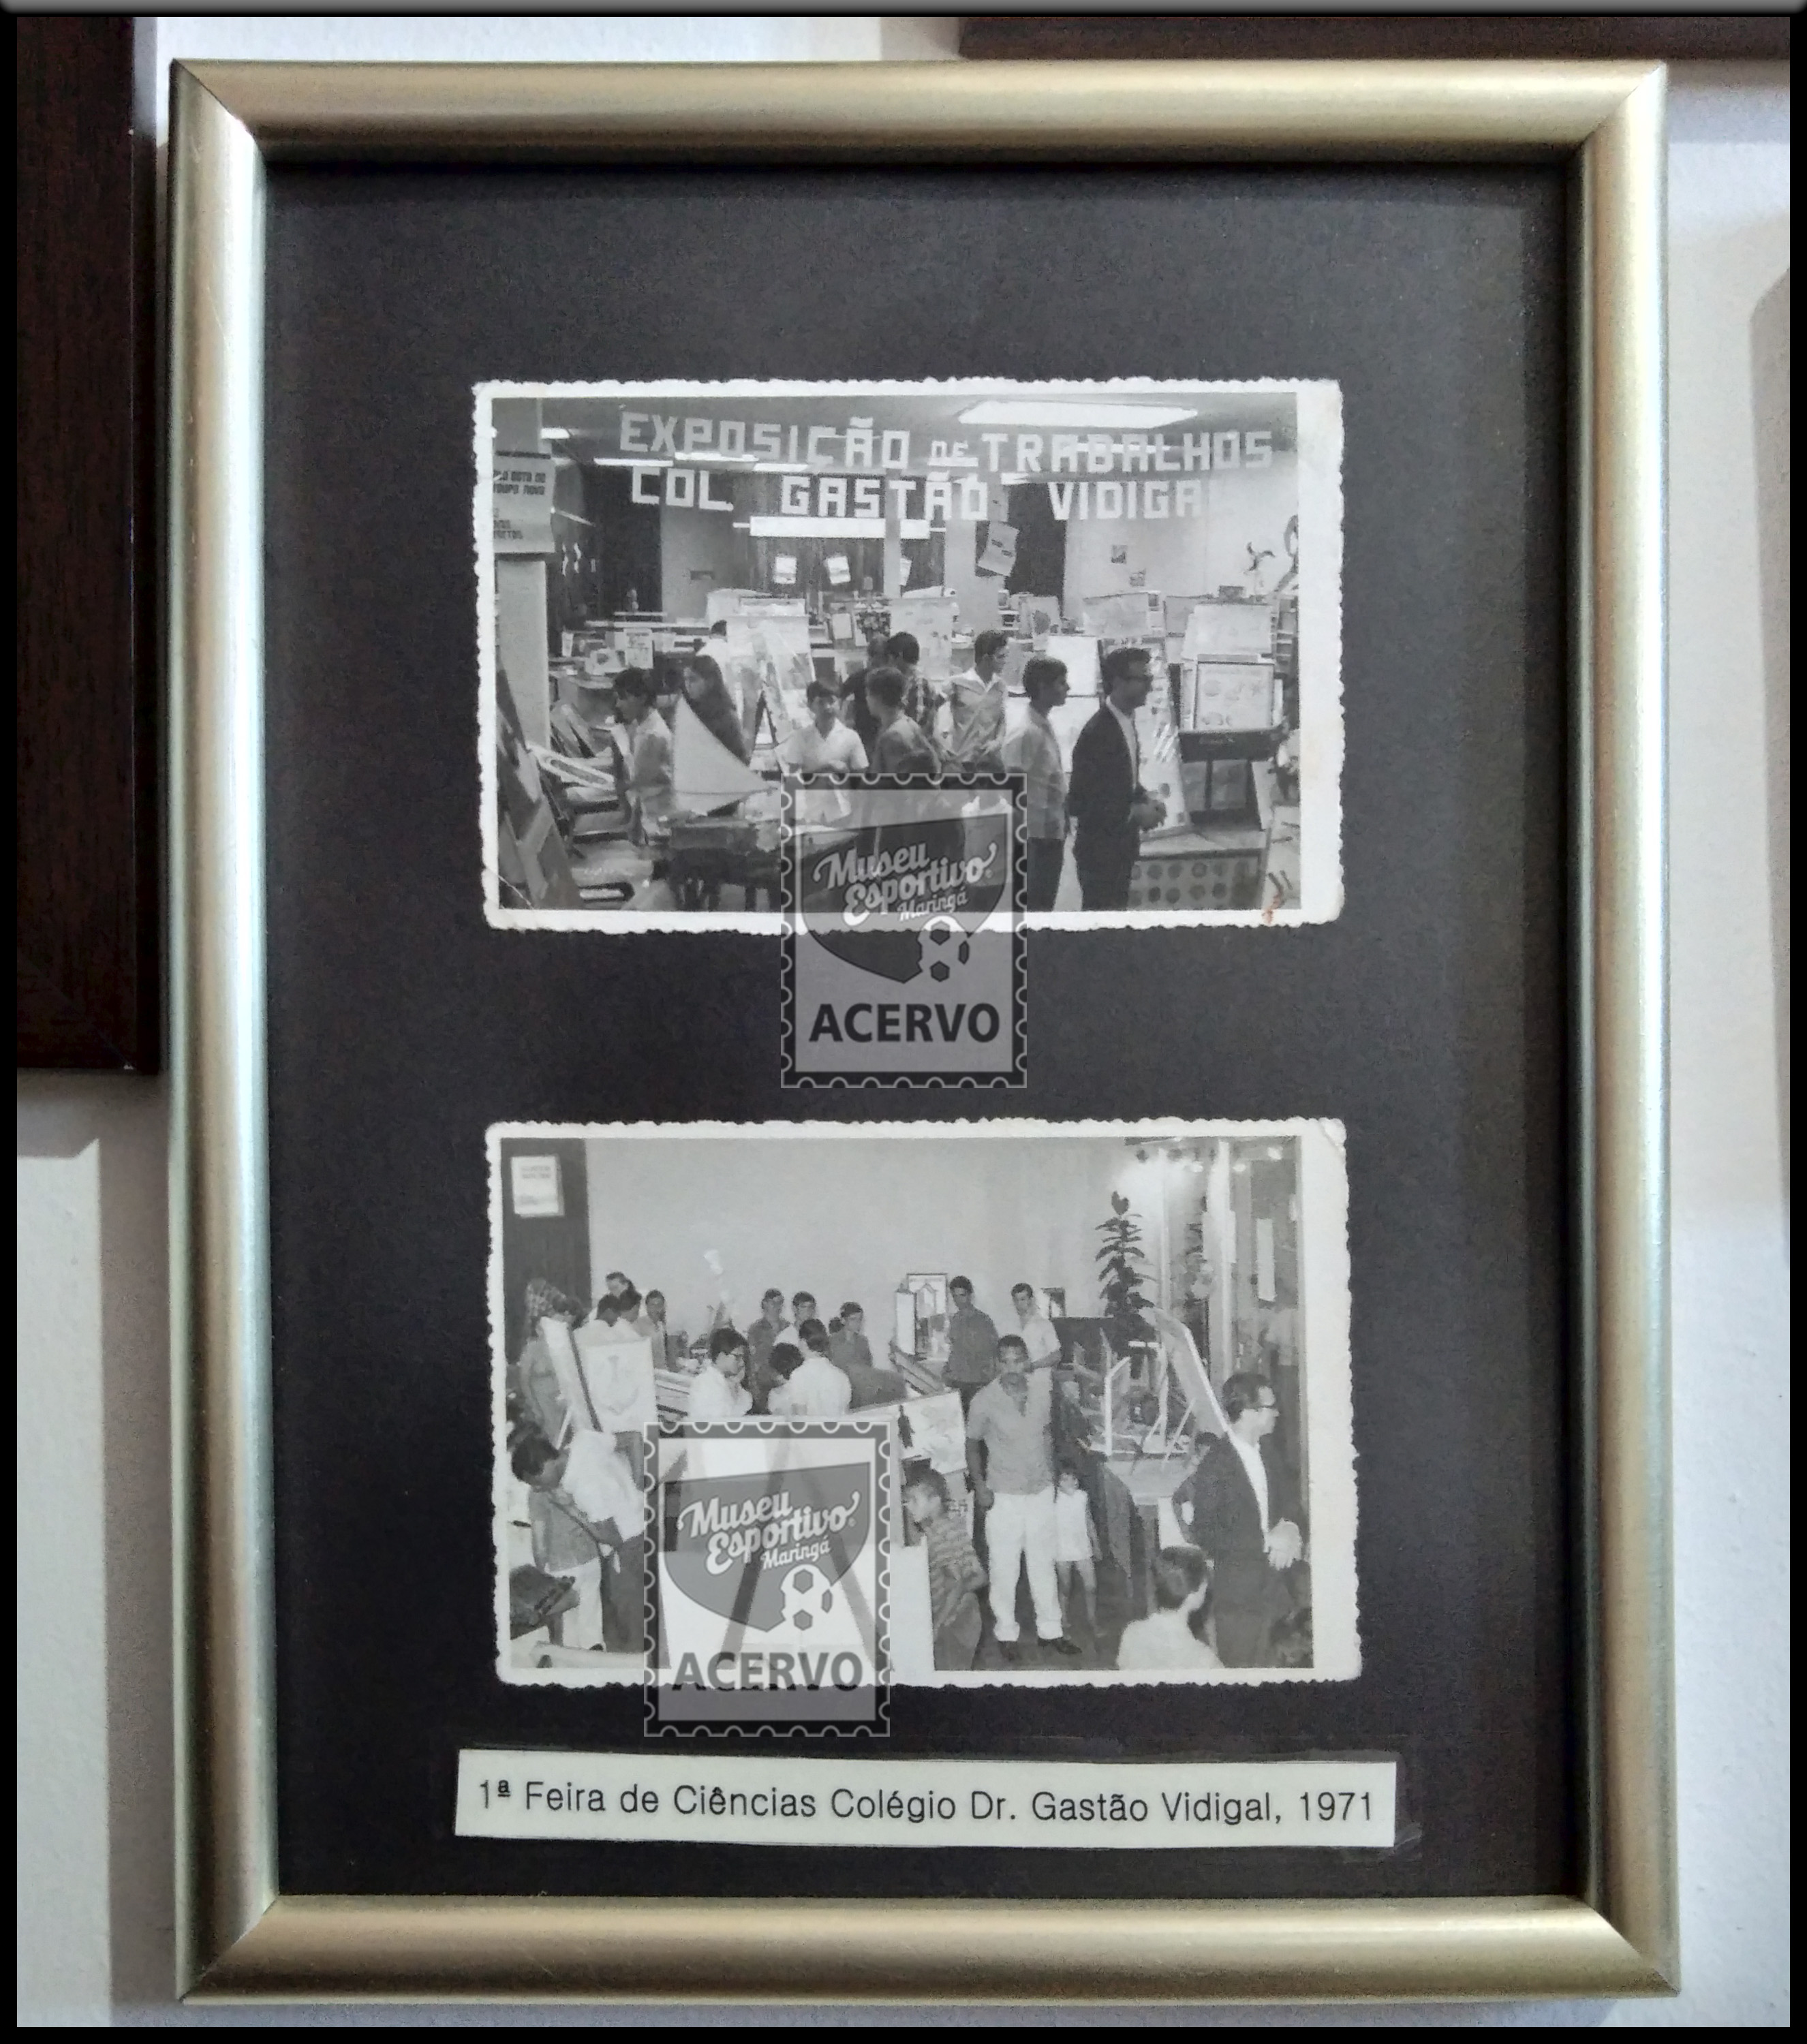 EXPOSIÇÃO DE TRABALHOS
COL GASTÃO VIDIGA
Museu
Esportivo
Maringá
ACERVO
Museu
Esportivo
Maringá
ACERVO
1ª Feira de Ciências Colégio Dr. Gastão Vidigal, 1971